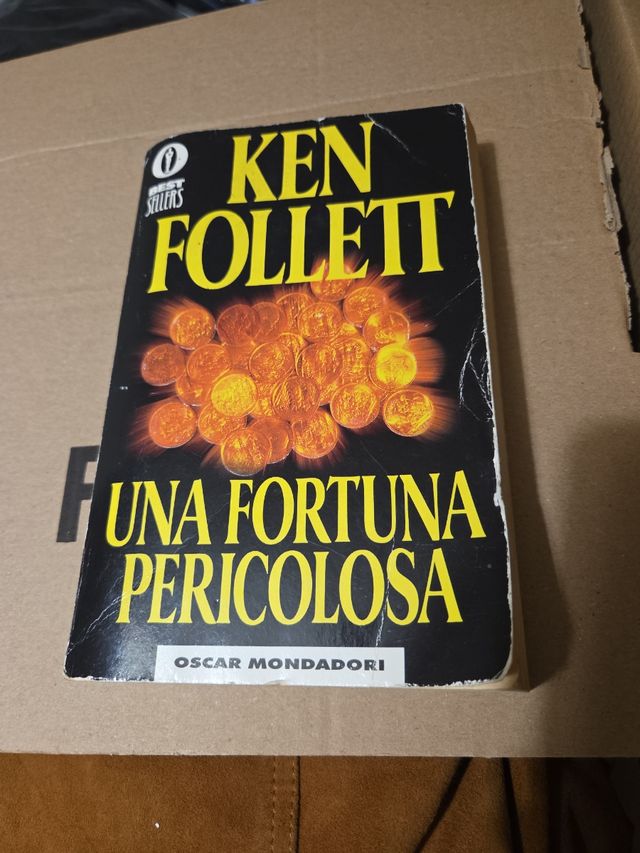 BEST
SELLERS
KEN
FOLLETT
UNA FORTUNA
PERICOLOSA
OSCAR MONDADORI
F